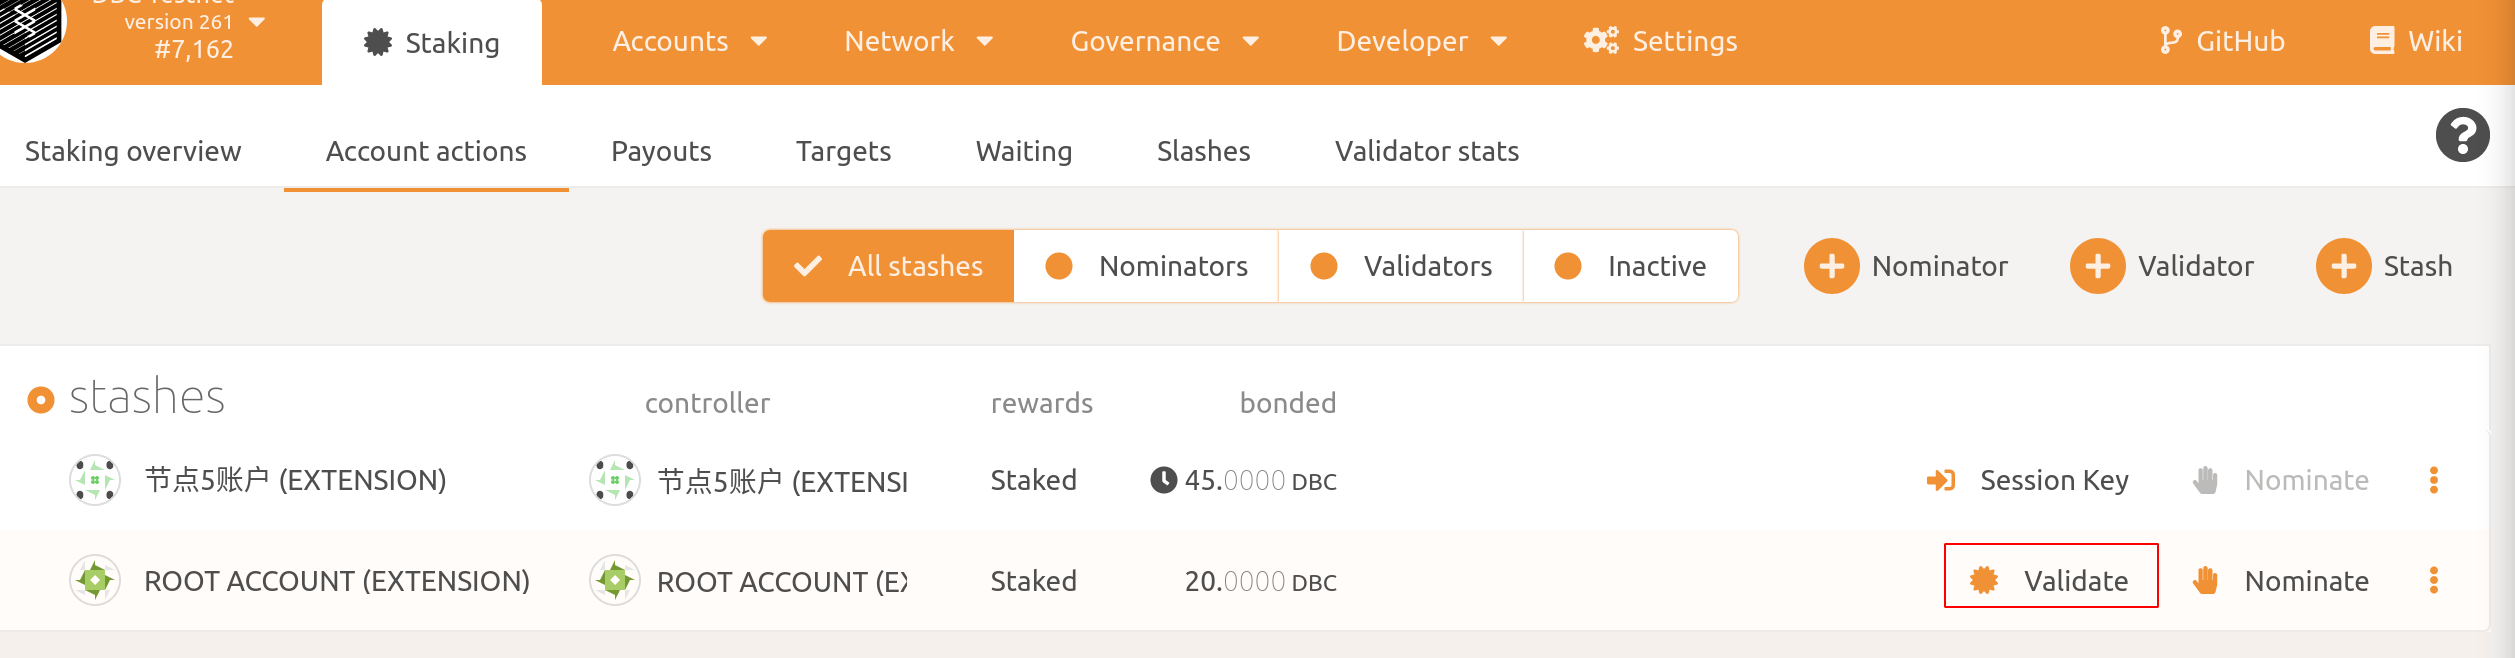 DBC Testnet
version 261
#7,162
Staking
Accounts
Network
Governance
Developer
Settings
GitHub
Wiki
Staking overview
Account actions
Payouts
Targets
Waiting
Slashes
Validator stats
All stashes
Nominators
Validators
Inactive
Nominator
Validator
Stash
stashes
controller
rewards
bonded
节点5账户 (EXTENSION)
节点5账户 (EXTENSI
Staked
45.0000 DBC
Session Key
Nominate
ROOT ACCOUNT (EXTENSION)
ROOT ACCOUNT (EX
Staked
20.0000 DBC
Validate
Nominate